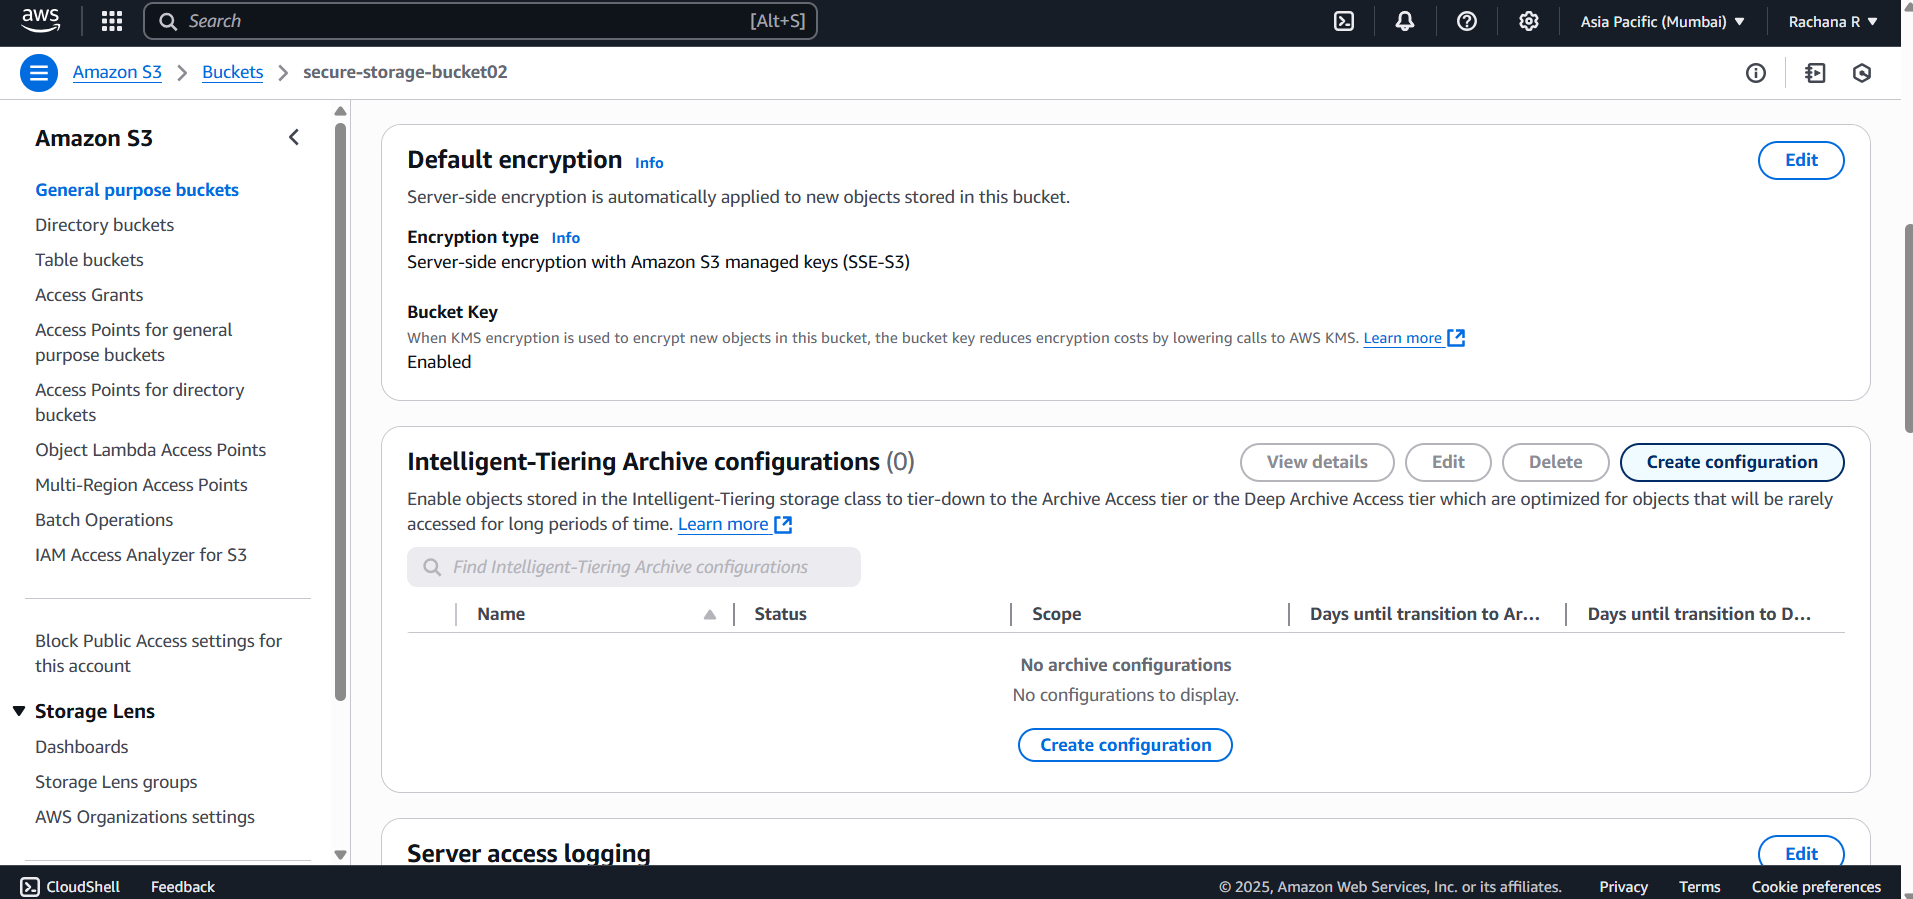 aws
Search [Alt+S]
Asia Pacific (Mumbai) Rachana R
Amazon S3 Buckets secure-storage-bucket02
Amazon S3
General purpose buckets
Directory buckets
Table buckets
Access Grants
Access Points for general
purpose buckets
Access Points for directory
buckets
Object Lambda Access Points
Multi-Region Access Points
Batch Operations
IAM Access Analyzer for S3
Block Public Access settings for
this account
Storage Lens
Dashboards
Storage Lens groups
AWS Organizations settings
Default encryption Info
Edit
Server-side encryption is automatically applied to new objects stored in this bucket.
Encryption type Info
Server-side encryption with Amazon S3 managed keys (SSE-S3)
Bucket Key
When KMS encryption is used to encrypt new objects in this bucket, the bucket key reduces encryption costs by lowering calls to AWS KMS. Learn more
Enabled
Intelligent-Tiering Archive configurations (0)
View details Edit Delete Create configuration
Enable objects stored in the Intelligent-Tiering storage class to tier-down to the Archive Access tier or the Deep Archive Access tier which are optimized for objects that will be rarely
accessed for long periods of time. Learn more
Find Intelligent-Tiering Archive configurations
Name Status Scope Days until transition to Ar... Days until transition to D...
No archive configurations
No configurations to display.
Create configuration
Server access logging
Edit
CloudShell Feedback
© 2025, Amazon Web Services, Inc. or its affiliates. Privacy Terms Cookie preferences